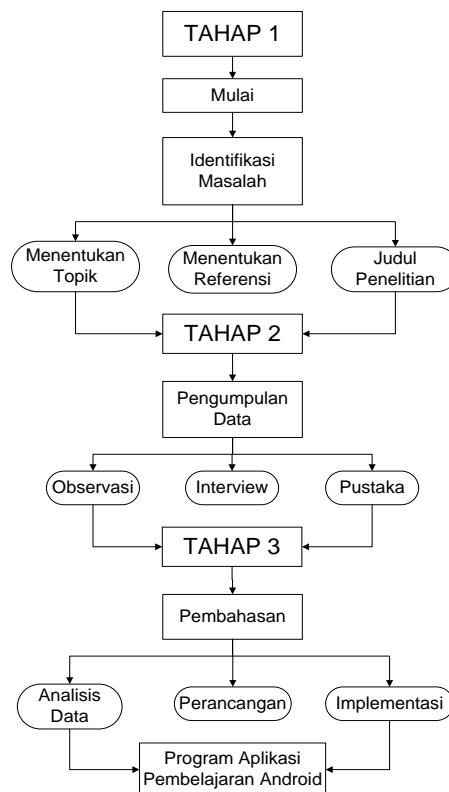 TAHAP 1
Mulai
Identifikasi
Masalah
Menentukan
Topik
Menentukan
Referensi
Judul
Penelitian
TAHAP 2
Pengumpulan
Data
Observasi
Interview
Pustaka
TAHAP 3
Pembahasan
Analisis
Data
Perancangan
Implementasi
Program Aplikasi
Pembelajaran Android